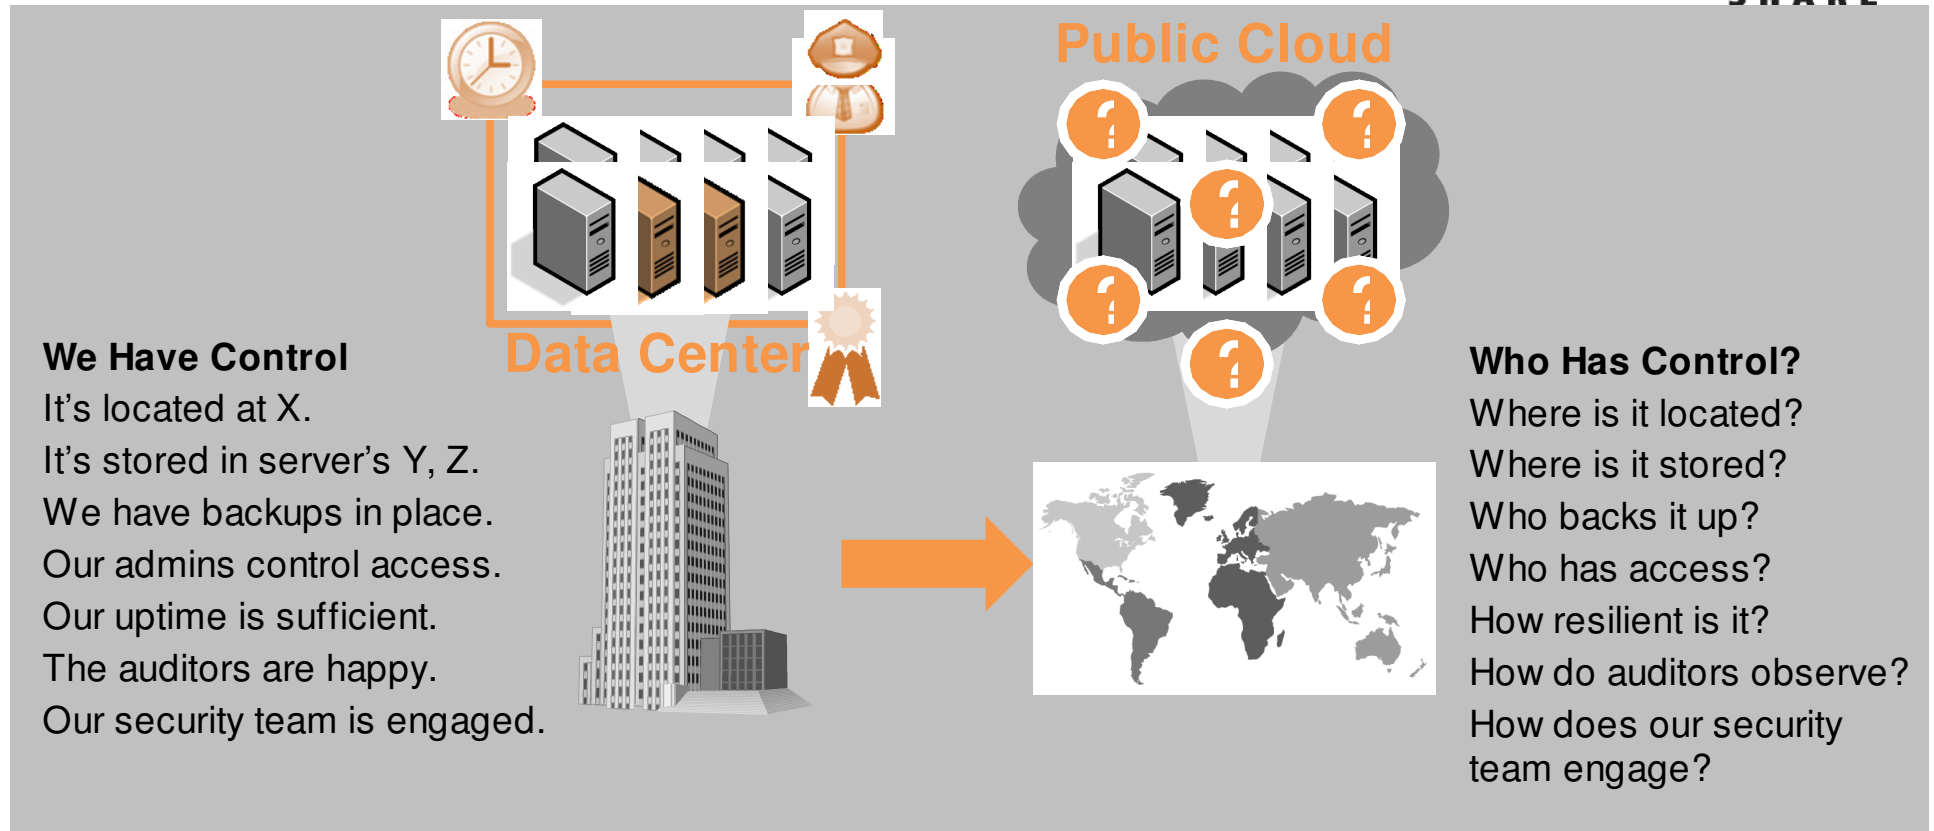 Public Cloud
Data Center
We Have Control
It's located at X.
It's stored in server's Y, Z.
We have backups in place.
Our admins control access.
Our uptime is sufficient.
The auditors are happy.
Our security team is engaged.
Who Has Control?
Where is it located?
Where is it stored?
Who backs it up?
Who has access?
How resilient is it?
How do auditors observe?
How does our security
team engage?
?
?
?
?
?
?